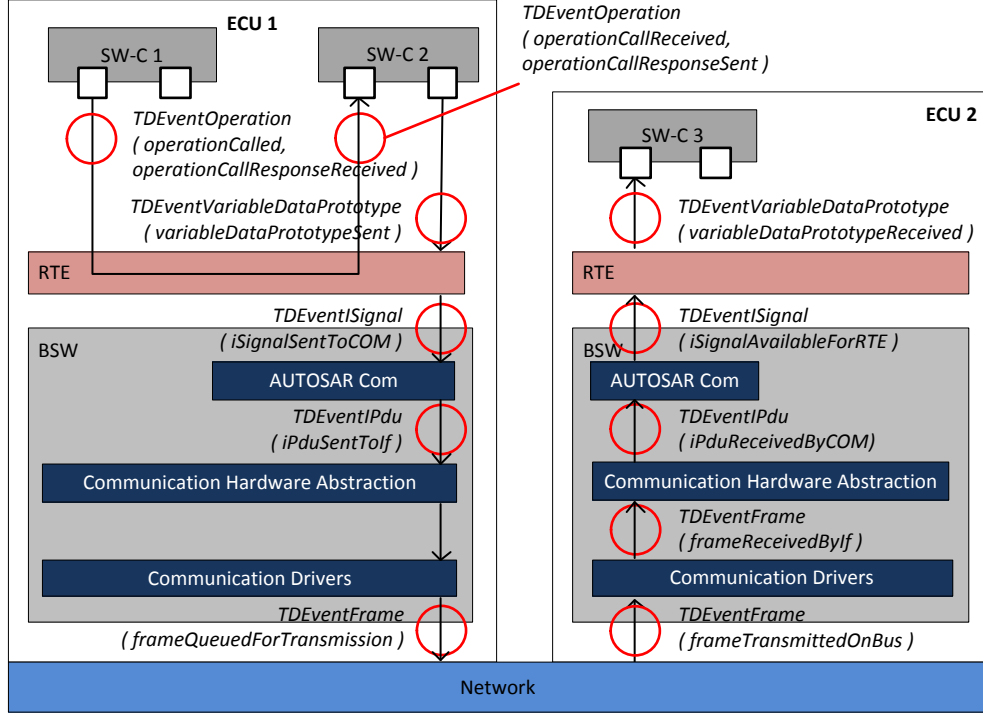 ECU 1
SW-C 1
SW-C 2
TDEventOperation
( operationCallReceived,
operationCallResponseSent )
TDEventOperation
( operationCalled,
operationCallResponseReceived )
TDEventVariableDataPrototype
( variableDataPrototypeSent )
RTE
TDEventISignal
( iSignalSentToCOM )
BSW
AUTOSAR Com
TDEventIPdu
( iPduSentToIf )
Communication Hardware Abstraction
Communication Drivers
TDEventFrame
( frameQueuedForTransmission )
ECU 2
SW-C 3
TDEventVariableDataPrototype
( variableDataPrototypeReceived )
RTE
TDEventISignal
( iSignalAvailableForRTE )
BSW
AUTOSAR Com
TDEventIPdu
( iPduReceivedByCOM)
Communication Hardware Abstraction
TDEventFrame
( frameReceivedByIf )
Communication Drivers
TDEventFrame
( frameTransmittedOnBus )
Network